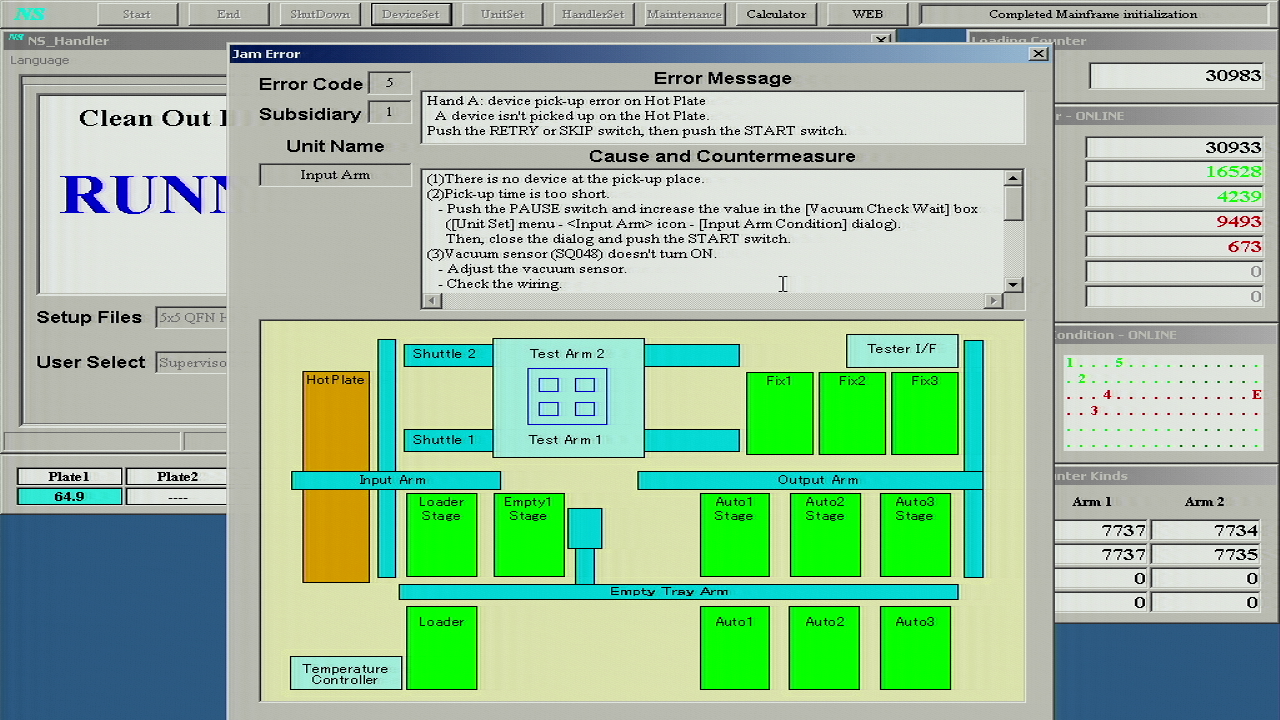 NS
Start
End
ShutDown
DeviceSet
UnitSet
HandlerSet
Maintenance
Calculator
WEB
Completed Mainframe initialization
NS NS_Handler
Language
Clean Out
RUNN
Setup Files
5x5 QFN
User Select
Superviso
Plate1
Plate2
64.9
----
Jam Error
Error Code
5
Subsidiary
1
Unit Name
Input Arm
Error Message
Hand A: device pick-up error on Hot Plate
A device isn't picked up on the Hot Plate.
Push the RETRY or SKIP switch, then push the START switch.
Cause and Countermeasure
(1)There is no device at the pick-up place.
(2)Pick-up time is too short.
- Push the PAUSE switch and increase the value in the [Vacuum Check Wait] box
([Unit Set] menu - <Input Arm> icon - [Input Arm Condition] dialog).
Then, close the dialog and push the START switch.
(3)Vacuum sensor (SQ048) doesn't turn ON.
- Adjust the vacuum sensor.
- Check the wiring.
HotPlate
Shuttle 2
Test Arm 2
Tester I/F
Fix1
Fix2
Fix3
Shuttle 1
Test Arm 1
Input Arm
Output Arm
Loader
Stage
Empty1
Stage
Auto1
Stage
Auto2
Stage
Auto3
Stage
Empty Tray Arm
Loader
Auto1
Auto2
Auto3
Temperature
Controller
Loading Counter
30983
r - ONLINE
30933
16528
4239
9493
673
0
0
ondition - ONLINE
1 . . . 5 . . . . . . . . . . .
. 2 . . . . . . . . . . . . . .
. . . 4 . . . . . . . . . . . E
. . 3 . . . . . . . . . . . . .
. . . . . . . . . . . . . . . .
. . . . . . . . . . . . . . . .
nter Kinds
Arm 1
Arm 2
7737
7734
7737
7735
0
0
0
0